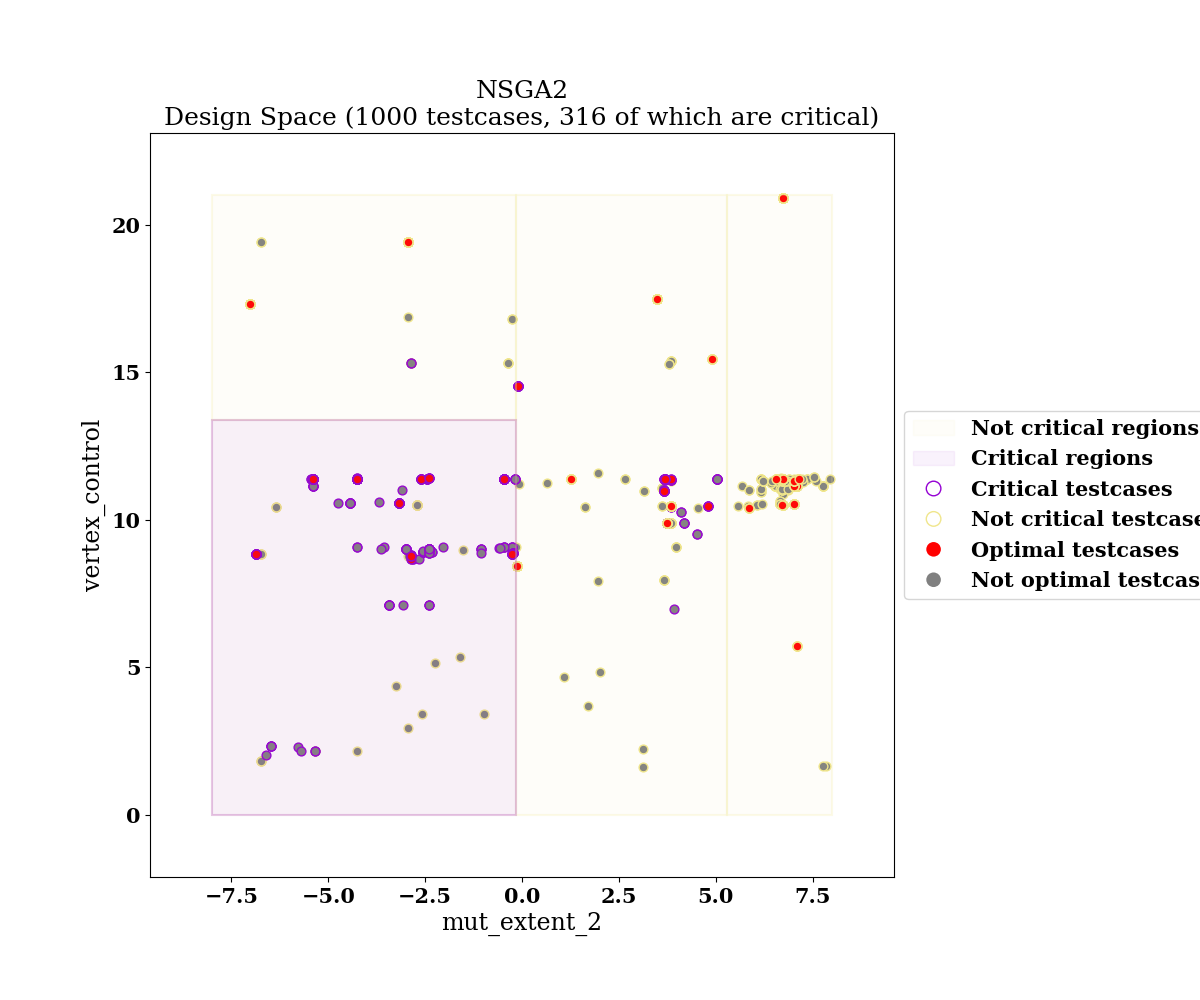 NSGA2
Design Space (1000 testcases, 316 of which are critical)
20
15
10
5
0
vertex_control
−7.5 −5.0 −2.5 0.0 2.5 5.0 7.5
mut_extent_2
Not critical regions
Critical regions
Critical testcases
Not critical testcase
Optimal testcases
Not optimal testcas